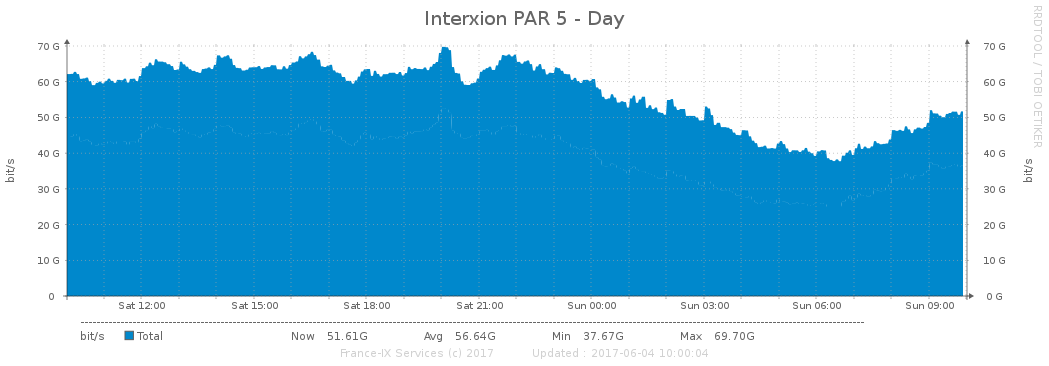 Interxion PAR 5 - Day
RRDTOOL / TOBI OETIKER
70 G 70 G
60 G 60 G
50 G 50 G
40 G 40 G
30 G 30 G
20 G 20 G
10 G 10 G
0 0 G
bit/s bit/s
Sat 12:00 Sat 15:00 Sat 18:00 Sat 21:00 Sun 00:00 Sun 03:00 Sun 06:00 Sun 09:00
bit/s Total Now 51.61G Avg 56.64G Min 37.67G Max 69.70G
France-IX Services (c) 2017 Updated : 2017-06-04 10:00:04